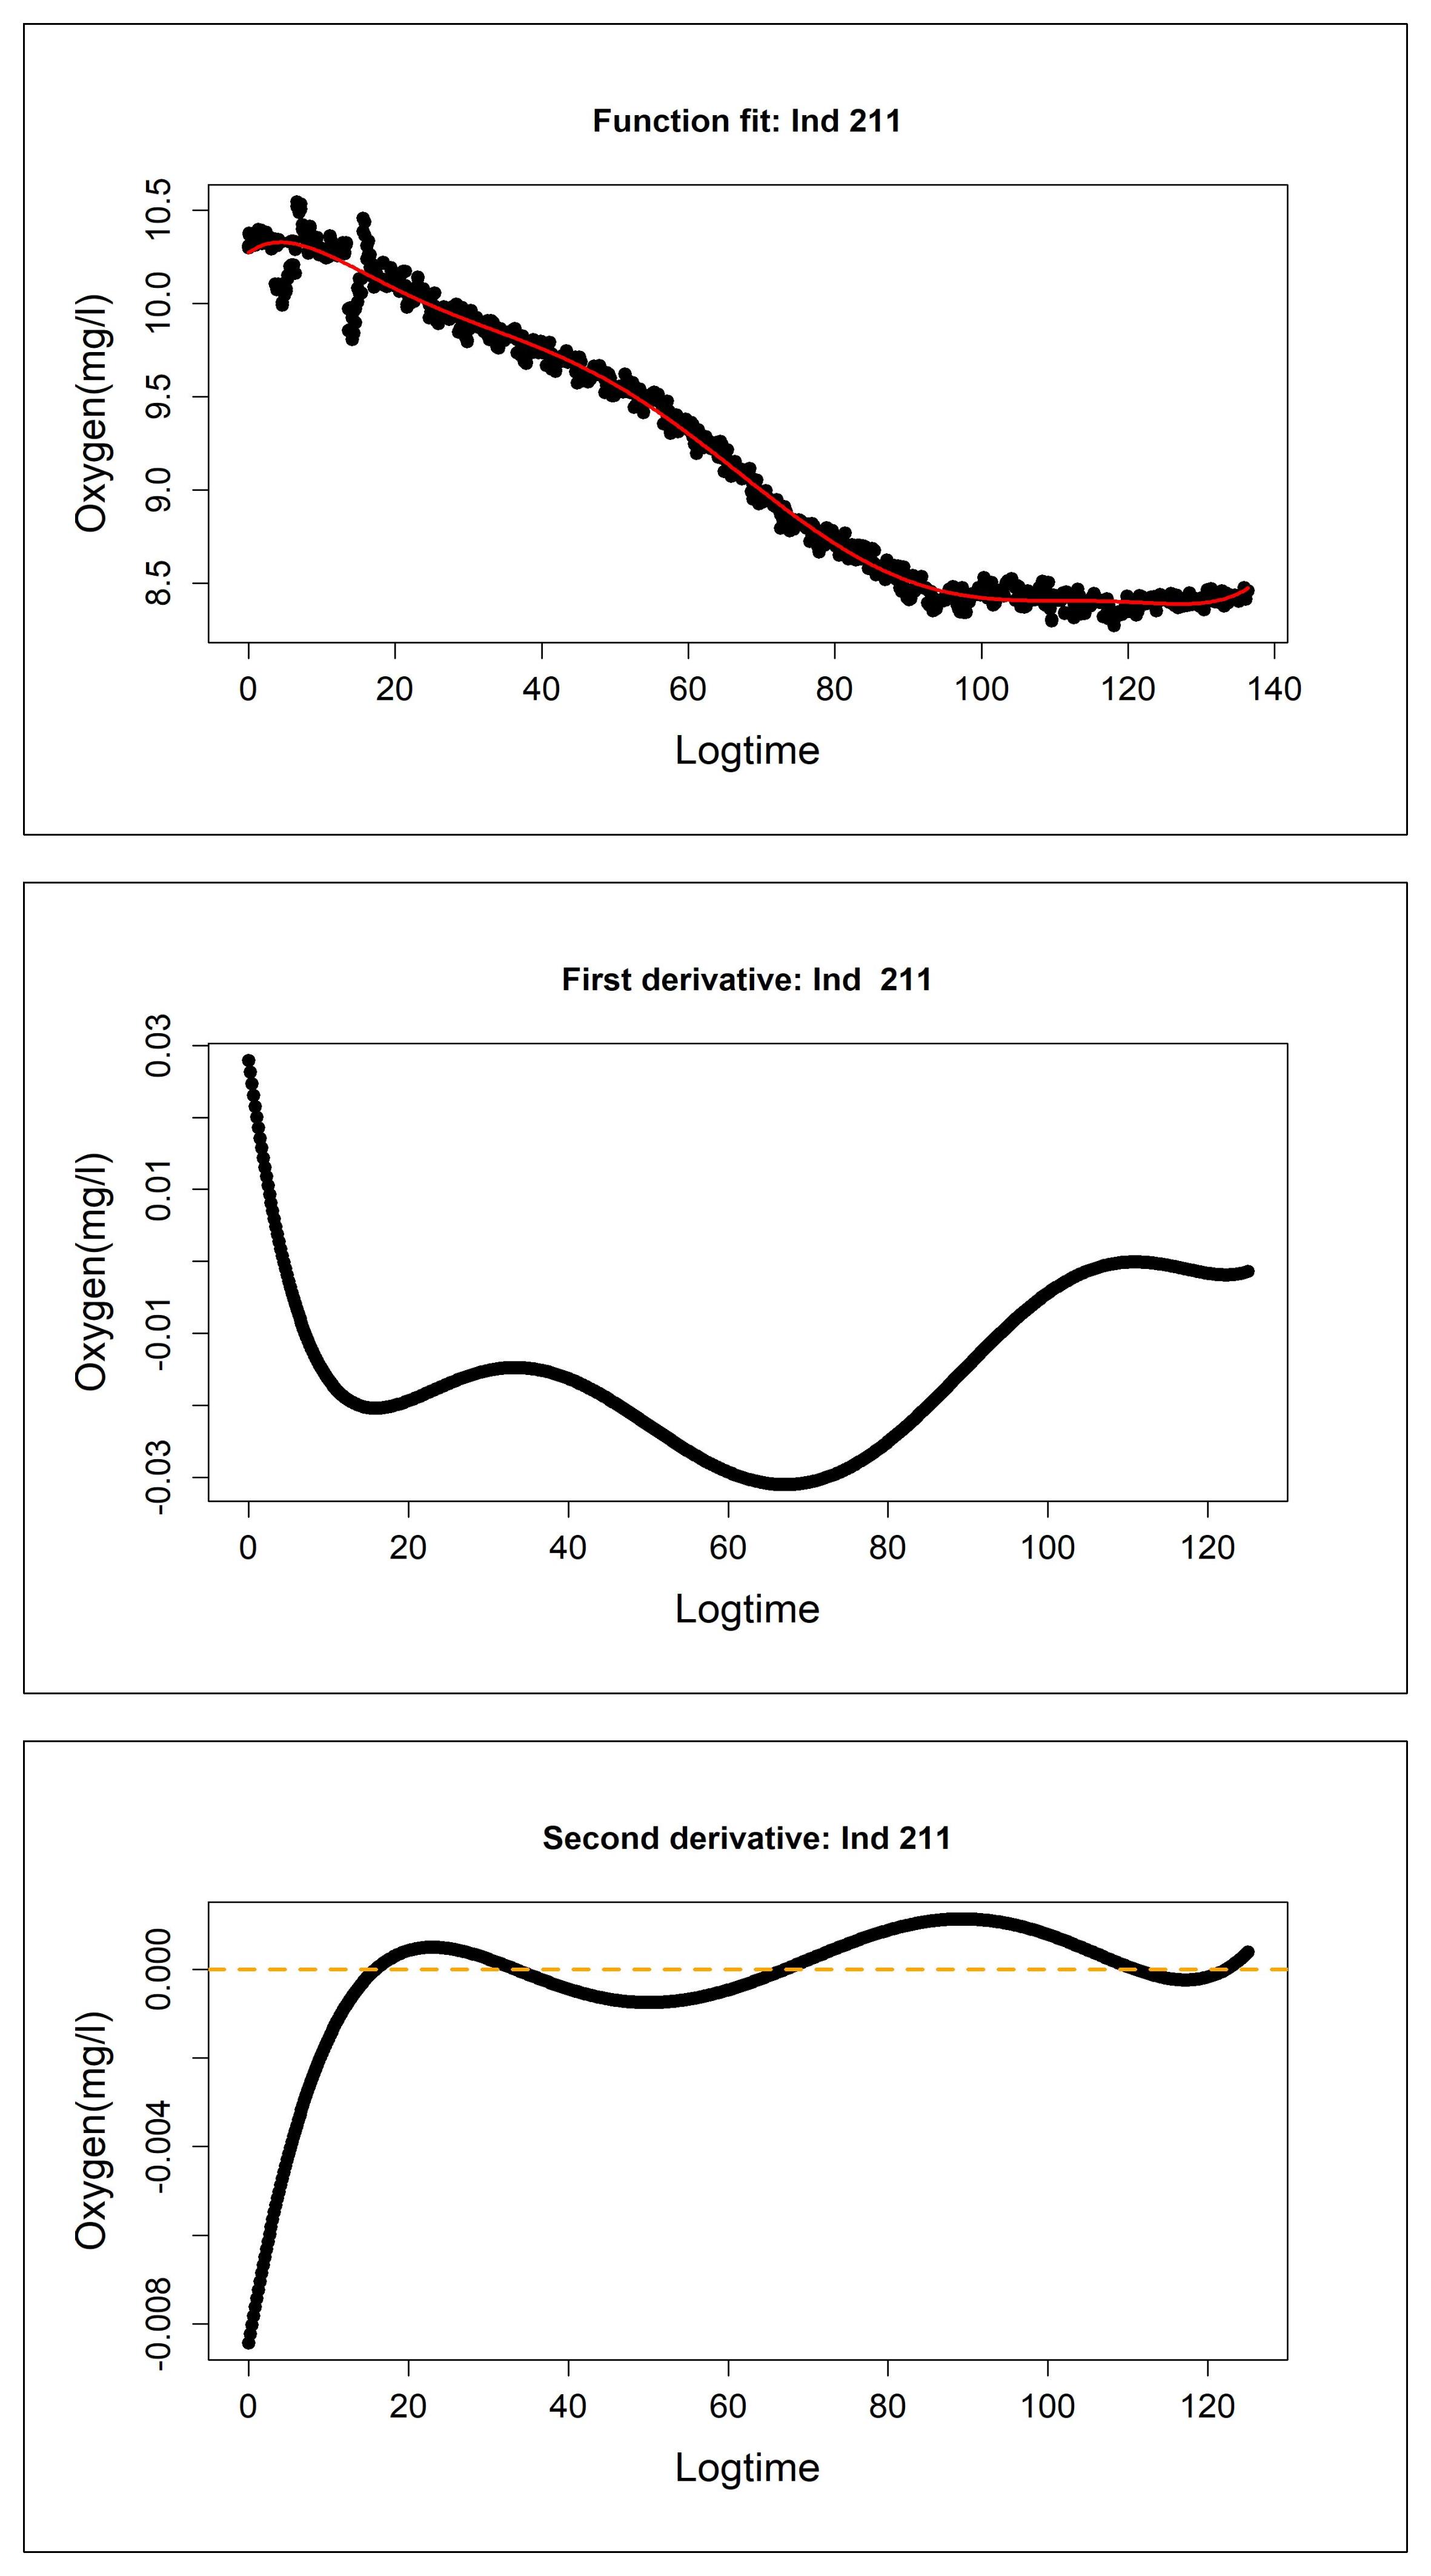 Function fit: Ind 211
Oxygen(mg/l)
10.5
10.0
9.5
9.0
8.5
0 20 40 60 80 100 120 140
Logtime
First derivative: Ind  211
Oxygen(mg/l)
0.03
0.01
-0.01
-0.03
0 20 40 60 80 100 120
Logtime
Second derivative: Ind 211
Oxygen(mg/l)
0.000
-0.004
-0.008
0 20 40 60 80 100 120
Logtime